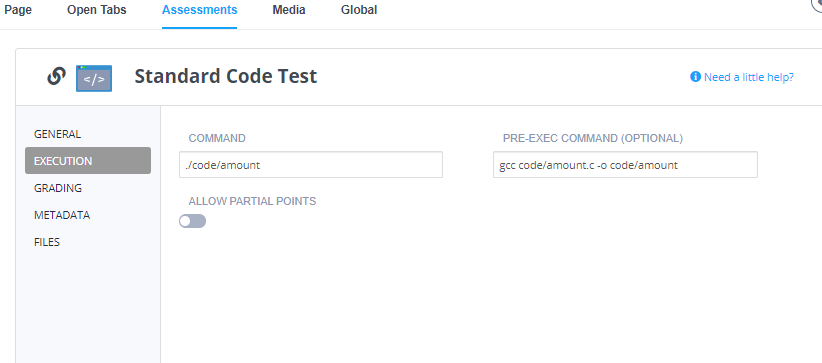 Page Open Tabs Assessments Media Global
</> Standard Code Test Need a little help?
GENERAL
EXECUTION
GRADING
METADATA
FILES
COMMAND PRE-EXEC COMMAND (OPTIONAL)
./code/amount gcc code/amount.c -o code/amount
ALLOW PARTIAL POINTS